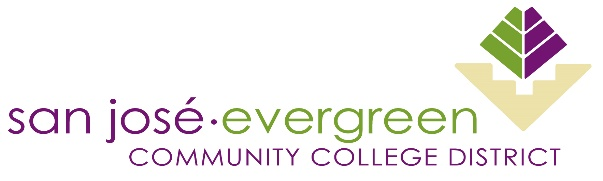 san josé·evergreen
COMMUNITY COLLEGE DISTRICT